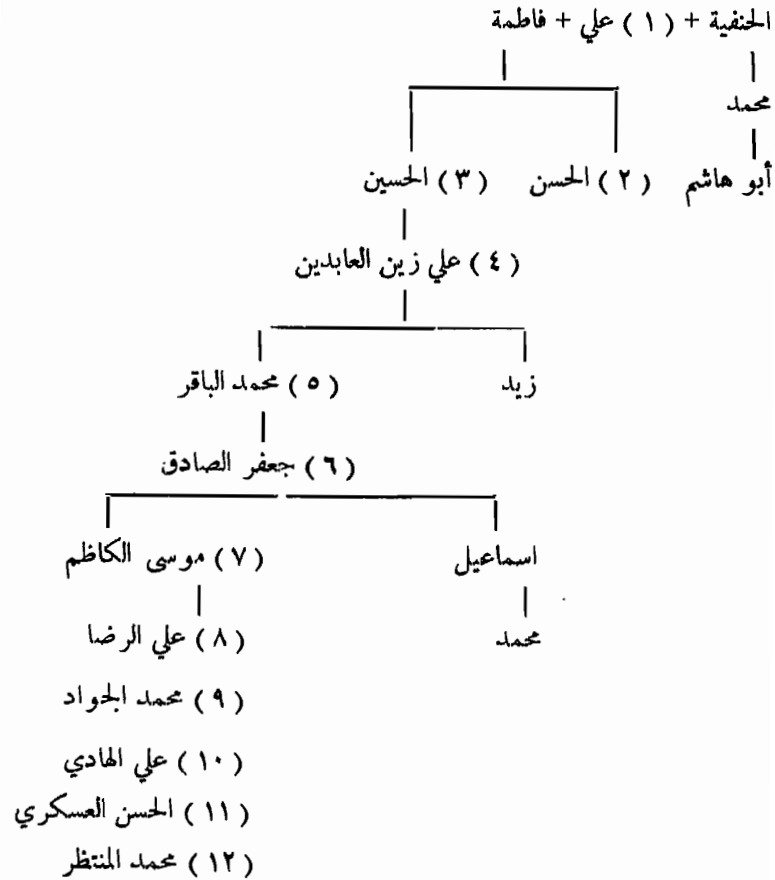 الحنفية + ( ١ ) علي + فاطمة
محمد
أبو هاشم ( ٢ ) الحسن ( ٣ ) الحسين
( ٤ ) علي زين العابدين
زيد ( ٥ ) محمد الباقر
( ٦ ) جعفر الصادق
اسماعيل ( ٧ ) موسى الكاظم
محمد ( ٨ ) علي الرضا
( ٩ ) محمد الجواد
( ١٠ ) علي الهادي
( ١١ ) الحسن العسكري
( ١٢ ) محمد المنتظر